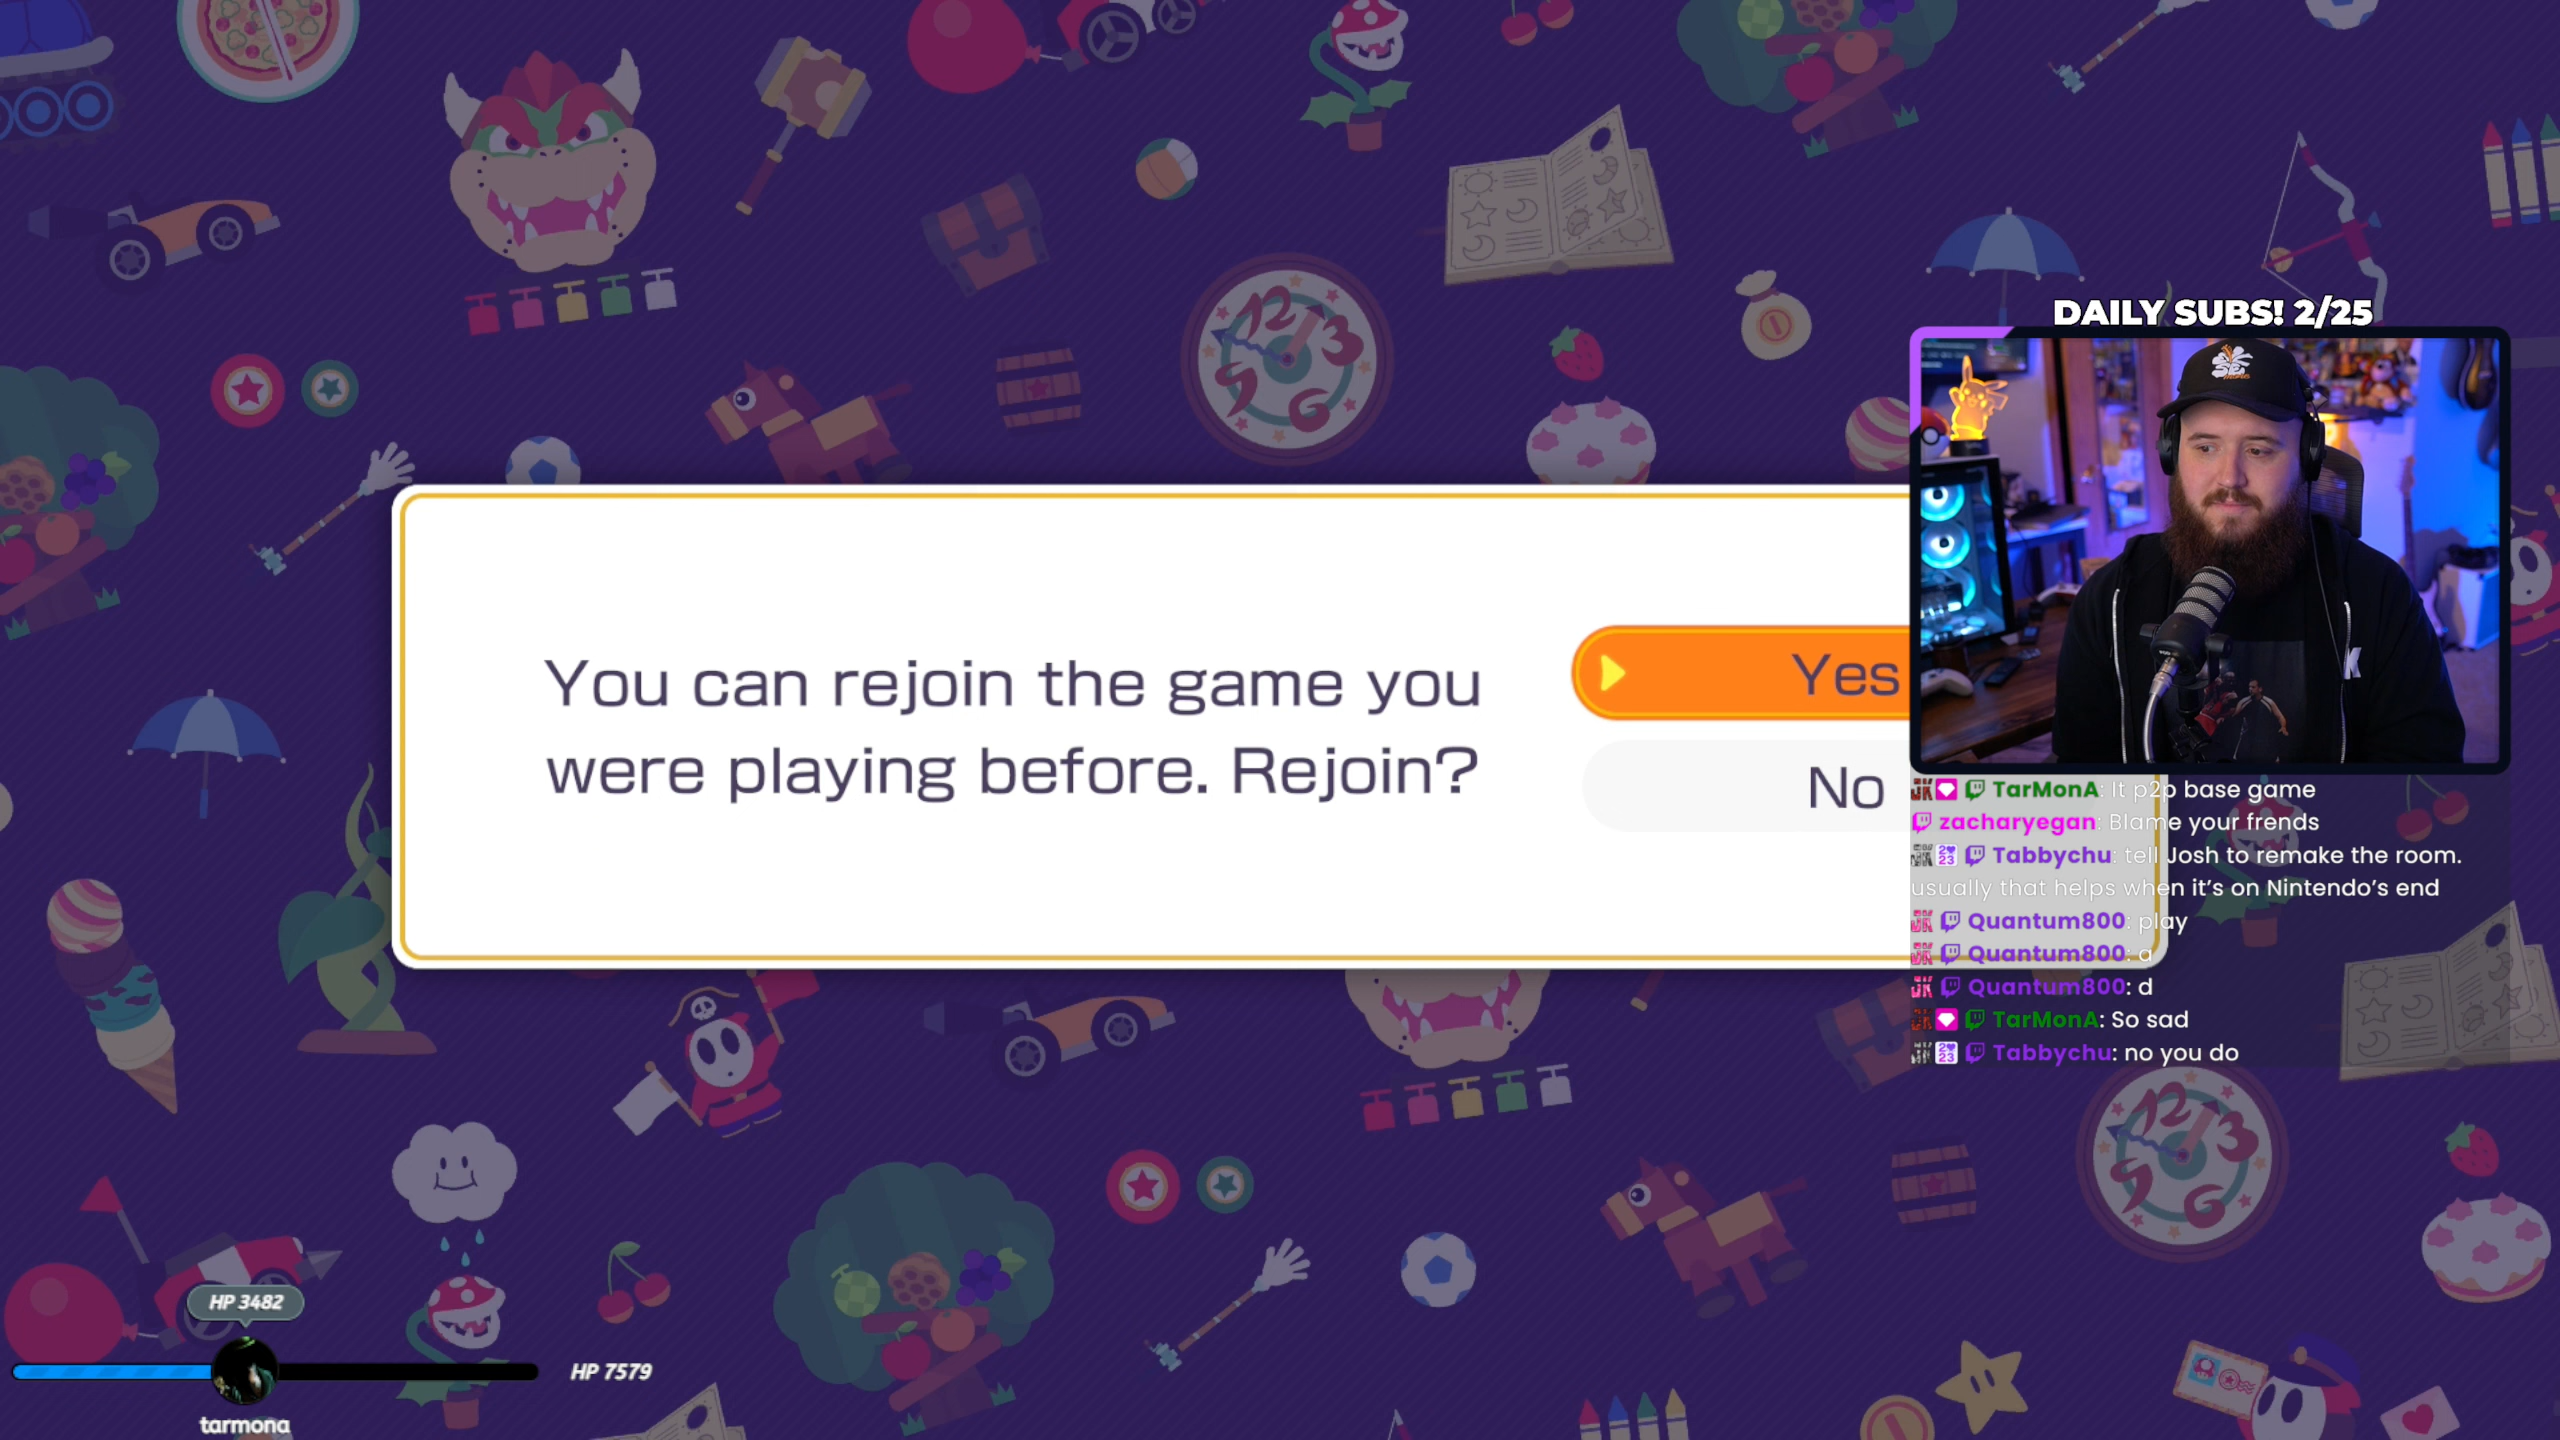 DAILY SUBS! 2/25
You can rejoin the game you
were playing before. Rejoin?
Yes
No
TarMonA: It p2p base game
zacharyegan: Blame your frends
Tabbychu: tell Josh to remake the room.
usually that helps when it's on Nintendo's end
Quantum800: play
Quantum800: a
Quantum800: d
TarMonA: So sad
Tabbychu: no you do
HP 3482
HP 7579
tarmona